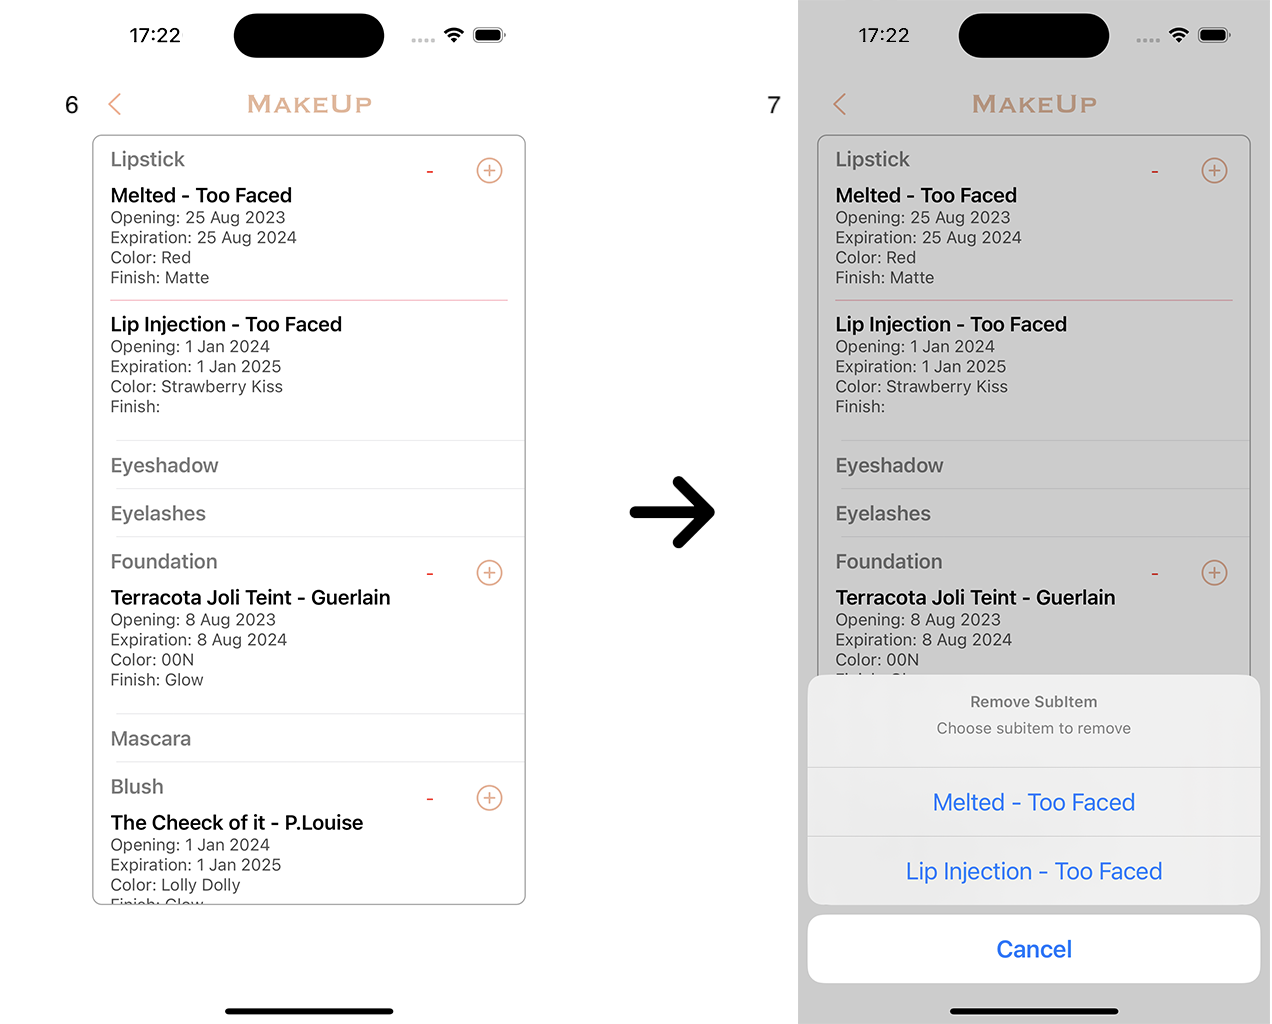 17:22
6
MAKEUP
Lipstick
-
Melted - Too Faced
Opening: 25 Aug 2023
Expiration: 25 Aug 2024
Color: Red
Finish: Matte
Lip Injection - Too Faced
Opening: 1 Jan 2024
Expiration: 1 Jan 2025
Color: Strawberry Kiss
Finish:
Eyeshadow
Eyelashes
Foundation
-
Terracota Joli Teint - Guerlain
Opening: 8 Aug 2023
Expiration: 8 Aug 2024
Color: 00N
Finish: Glow
Mascara
Blush
-
The Cheeck of it - P.Louise
Opening: 1 Jan 2024
Expiration: 1 Jan 2025
Color: Lolly Dolly
Finish: Glow
17:22
7
MAKEUP
Lipstick
-
Melted - Too Faced
Opening: 25 Aug 2023
Expiration: 25 Aug 2024
Color: Red
Finish: Matte
Lip Injection - Too Faced
Opening: 1 Jan 2024
Expiration: 1 Jan 2025
Color: Strawberry Kiss
Finish:
Eyeshadow
Eyelashes
Foundation
-
Terracota Joli Teint - Guerlain
Opening: 8 Aug 2023
Expiration: 8 Aug 2024
Color: 00N
Remove SubItem
Choose subitem to remove
Melted - Too Faced
Lip Injection - Too Faced
Cancel